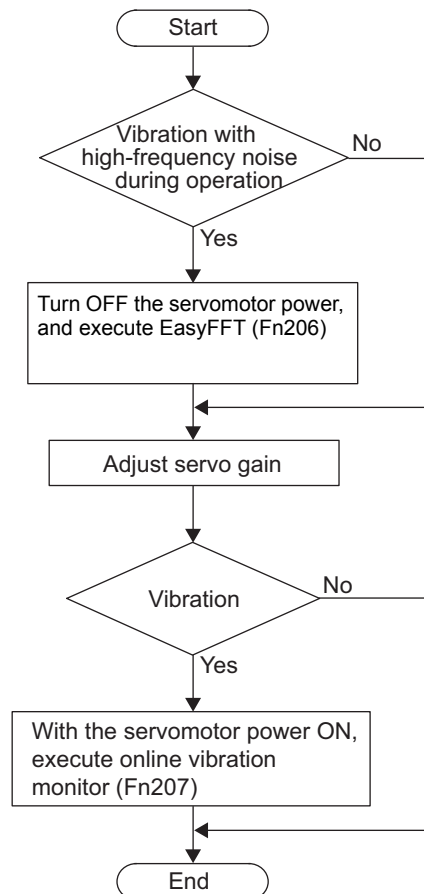 Start
Vibration with
high-frequency noise
during operation
No
Yes
Turn OFF the servomotor power,
and execute EasyFFT (Fn206)
Adjust servo gain
Vibration
No
Yes
With the servomotor power ON,
execute online vibration
monitor (Fn207)
End